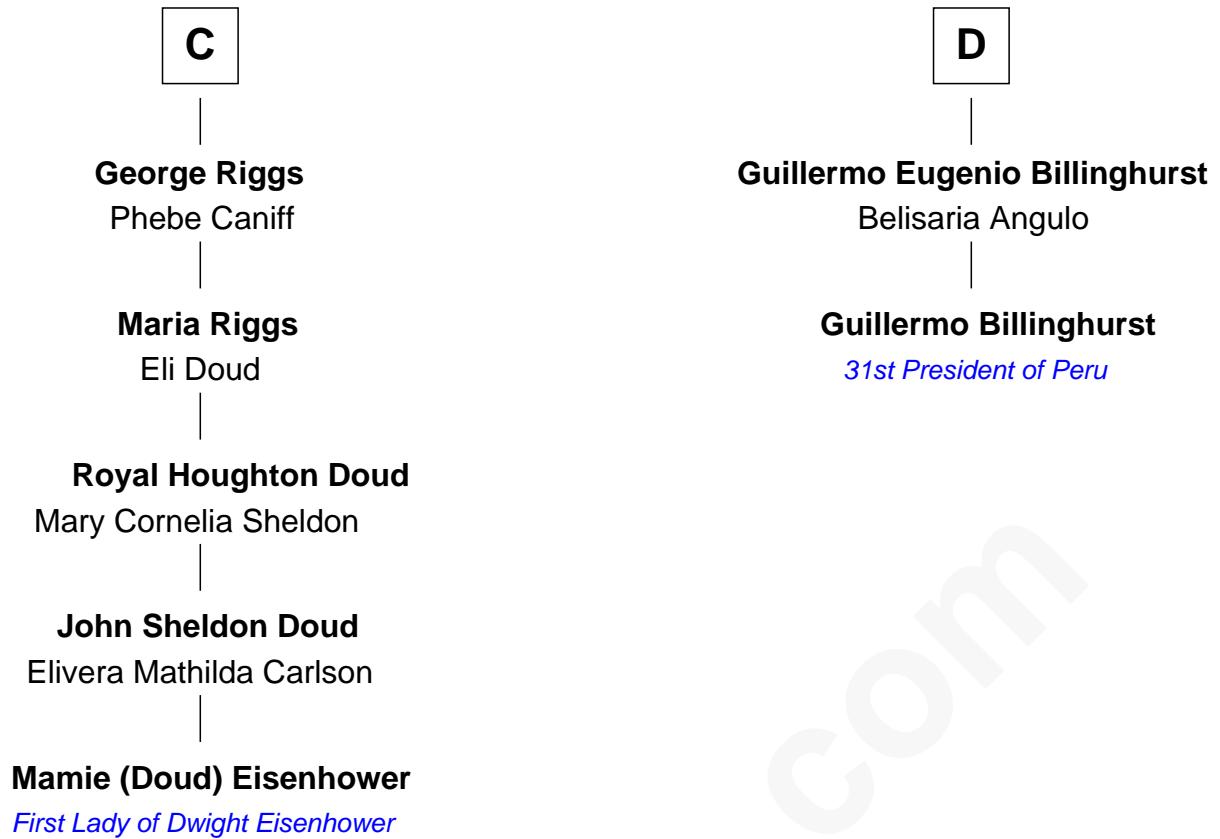 C
George Riggs
Phebe Caniff
Maria Riggs
Eli Doud
Royal Houghton Doud
Mary Cornelia Sheldon
John Sheldon Doud
Elivera Mathilda Carlson
Mamie (Doud) Eisenhower
First Lady of Dwight Eisenhower
D
Guillermo Eugenio Billinghurst
Belisaria Angulo
Guillermo Billinghurst
31st President of Peru
com